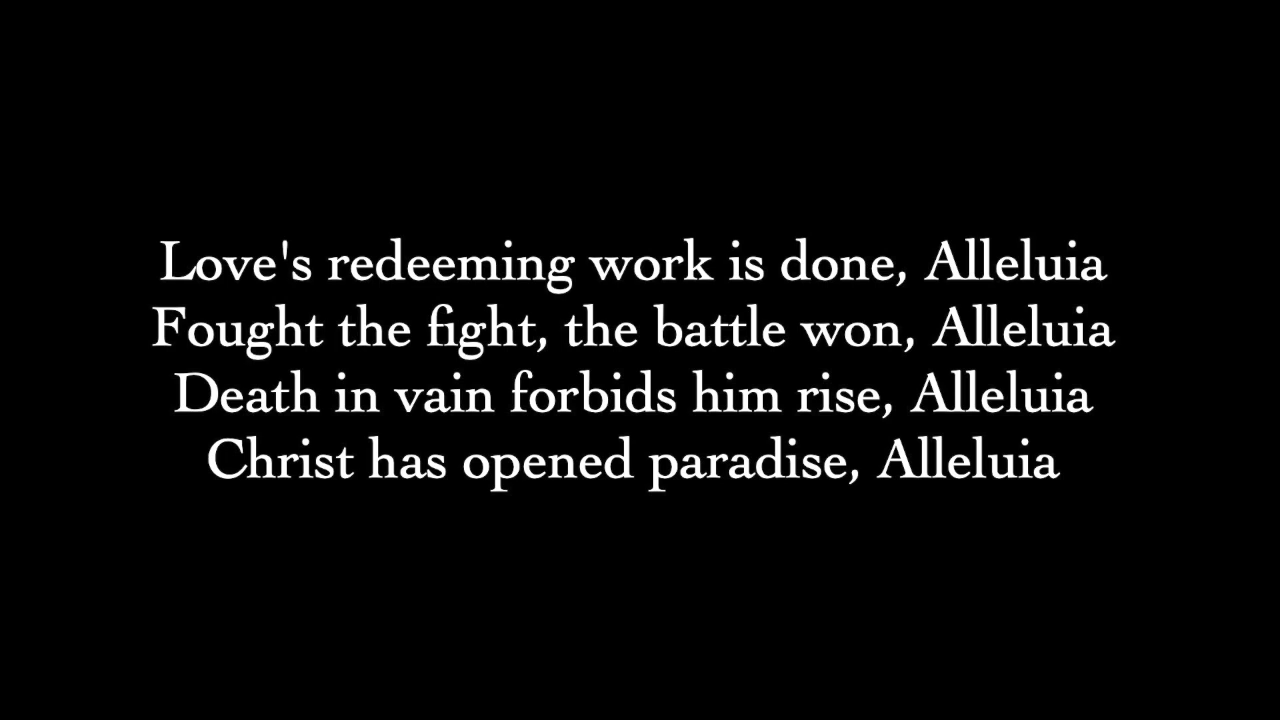 Love's redeeming work is done, Alleluia
Fought the fight, the battle won, Alleluia
Death in vain forbids him rise, Alleluia
Christ has opened paradise, Alleluia